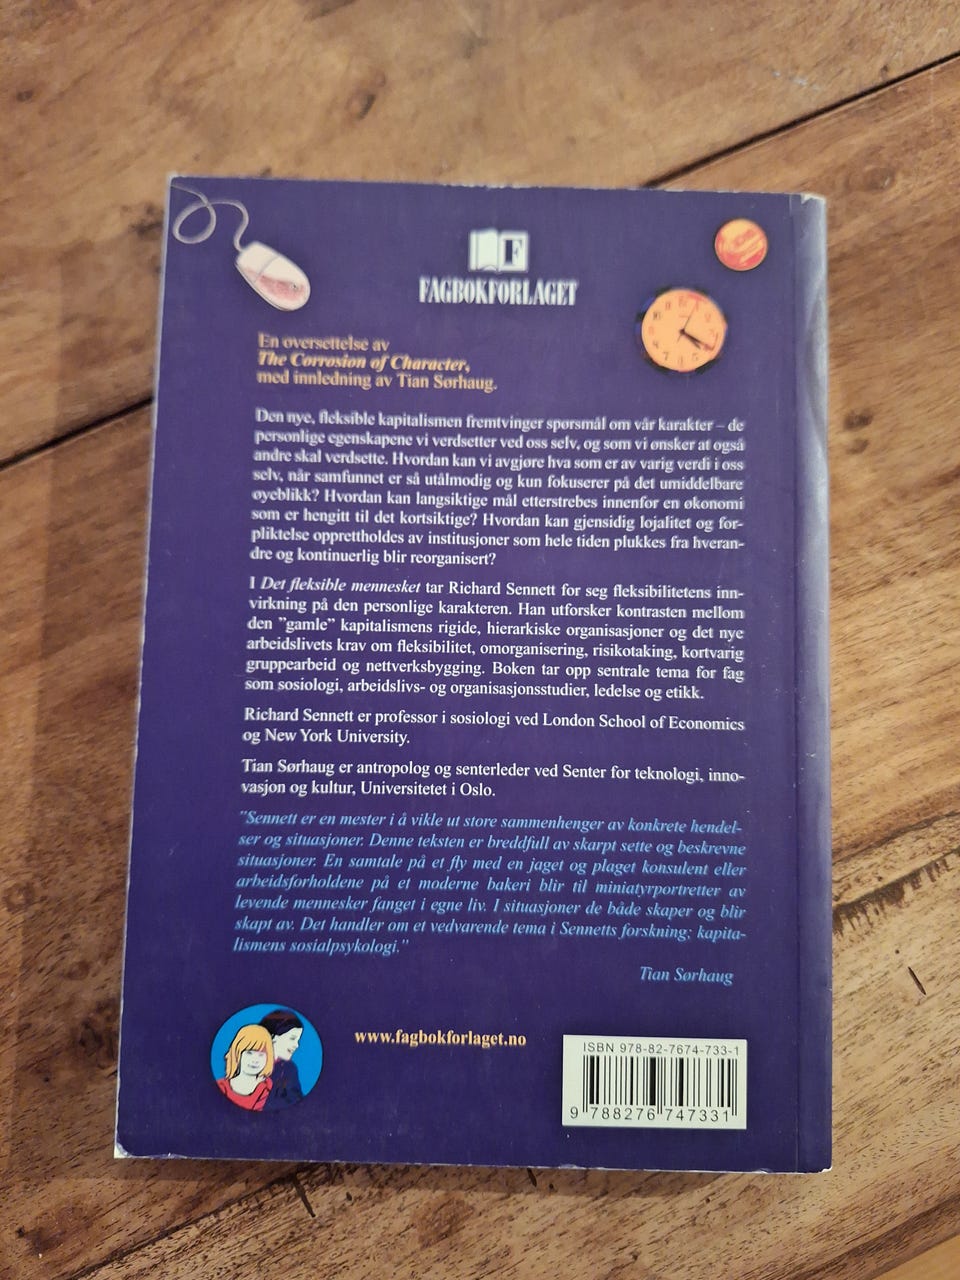 F
FAGBOKFORLAGET
En oversettelse av
The Corrosion of Character,
med innledning av Tian Sørhaug.
Den nye, fleksible kapitalismen fremtvinger spørsmål om vår karakter – de
personlige egenskapene vi verdsetter ved oss selv, og som vi ønsker at også
andre skal verdsette. Hvordan kan vi avgjøre hva som er av varig verdi i oss
selv, når samfunnet er så utålmodig og kun fokuserer på det umiddelbare
øyeblikk? Hvordan kan langsiktige mål etterstrebes innenfor en økonomi
som er hengitt til det kortsiktige? Hvordan kan gjensidig lojalitet og for-
pliktelse opprettholdes av institusjoner som hele tiden plukkes fra hveran-
dre og kontinuerlig blir reorganisert?
I Det fleksible mennesket tar Richard Sennett for seg fleksibilitetens inn-
virkning på den personlige karakteren. Han utforsker kontrasten mellom
den ”gamle” kapitalismens rigide, hierarkiske organisasjoner og det nye
arbeidslivets krav om fleksibilitet, omorganisering, risikotaking, kortvarig
gruppearbeid og nettverksbygging. Boken tar opp sentrale tema for fag
som sosiologi, arbeidslivs- og organisasjonsstudier, ledelse og etikk.
Richard Sennett er professor i sosiologi ved London School of Economics
og New York University.
Tian Sørhaug er antropolog og senterleder ved Senter for teknologi, inno-
vasjon og kultur, Universitetet i Oslo.
”Sennett er en mester i å vikle ut store sammenhenger av konkrete hendel-
ser og situasjoner. Denne teksten er breddfull av skarpt sette og beskrevne
situasjoner. En samtale på et fly med en jaget og plaget konsulent eller
arbeidsforholdene på et moderne bakeri blir til miniatyrportretter av
levende mennesker fanget i egne liv. I situasjoner de både skaper og blir
skapt av. Det handler om et vedvarende tema i Sennetts forskning; kapita-
lismens sosialpsykologi.”
Tian Sørhaug
www.fagbokforlaget.no
ISBN 978-82-7674-733-1
9 788276 747331